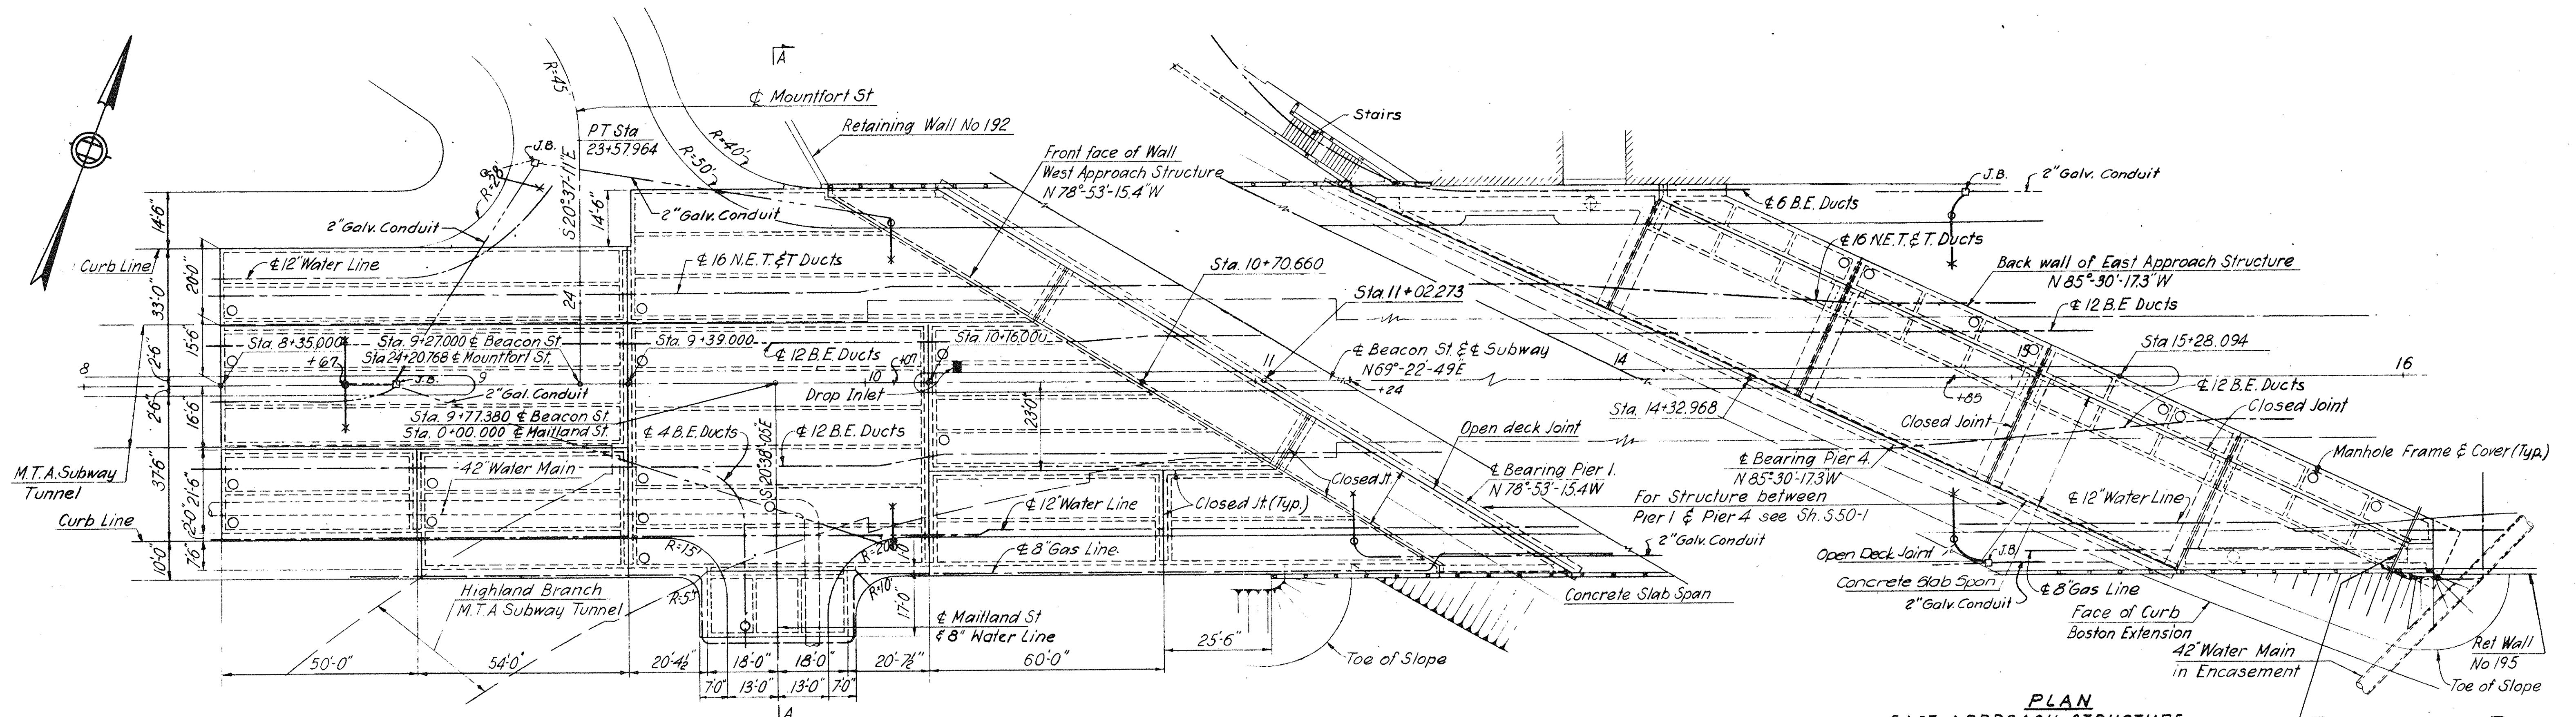 A
R=45'
₵ Mountfort St
Retaining Wall No 192
PT Sta
23+57.964
J.B.
R=40'
R=50'
R=28'
S 20°-37'-11"E
Front face of Wall
West Approach Structure
N 78°-53'-15.4"W
Stairs
J.B.
2" Galv. Conduit
₵ 6 B.E. Ducts
14'-6"
14'-6"
2" Galv. Conduit
2" Galv. Conduit
Curb Line
₵ 12" Water Line
₵ 16 N.E.T. & T Ducts
₵ 16 N.E.T. & T. Ducts
Sta. 10+70.660
Sta. 11+02.273
Back wall of East Approach Structure
N 85°-30'-17.3"W
₵ 12 B.E Ducts
20'-0"
33'-0"
24
15'-6"
2'-6"
Sta. 8+35.000
Sta. 9+27.000 ₵ Beacon St
Sta 24+20.768 ₵ Mountfort St.
+67
Sta. 9+39.000
₵ 12 B.E. Ducts
Sta. 10+16.000
+07
₵ Beacon St. & ₵ Subway
N 69°-22'-49"E
Sta 15+28.094
8
9
10
11
14
15
16
J.B.
2" Gal. Conduit
Drop Inlet
+24
+85
2'-6"
16'-6"
Sta. 9+77.380 ₵ Beacon St
Sta. 0+00.000 ₵ Maitland St.
23'-0"
Sta. 14+32.968
₵ 12 B.E. Ducts
Closed Joint
Closed Joint
₵ 4 B.E. Ducts
₵ 12 B.E. Ducts
Open deck Joint
M.T.A. Subway
Tunnel
37'-6"
21'-6"
2'-0"
42" Water Main
S 20°-38'-05"E
₵ Bearing Pier 1.
N 78°-53'-15.4W
₵ Bearing Pier 4.
N 85°-30'-17.3W
Manhole Frame & Cover (Typ.)
Closed Jt.
Closed Jt. (Typ.)
For Structure between
Pier 1 & Pier 4 see Sh. S50-1
₵ 12" Water Line
₵ 12" Water Line
Curb Line
10'-0"
7'-6"
R=15'
R=20'
10'
₵ 8" Gas Line
2" Galv. Conduit
Open Deck Joint
J.B.
Concrete Slab Span
2" Galv. Conduit
₵ 8" Gas Line
Highland Branch
M.T.A Subway Tunnel
R=5'
R=10'
17'-0"
₵ Maitland St
& 8" Water Line
Concrete Slab Span
Face of Curb
Boston Extension
25'-6"
Toe of Slope
42" Water Main
in Encasement
Ret Wall
No 195
Toe of Slope
50'-0"
54'-0"
20'-4½"
18'-0"
18'-0"
20'-7½"
60'-0"
7'-0"
13'-0"
13'-0"
7'-0"
A
PLAN
EAST APPROACH STRUCTURE